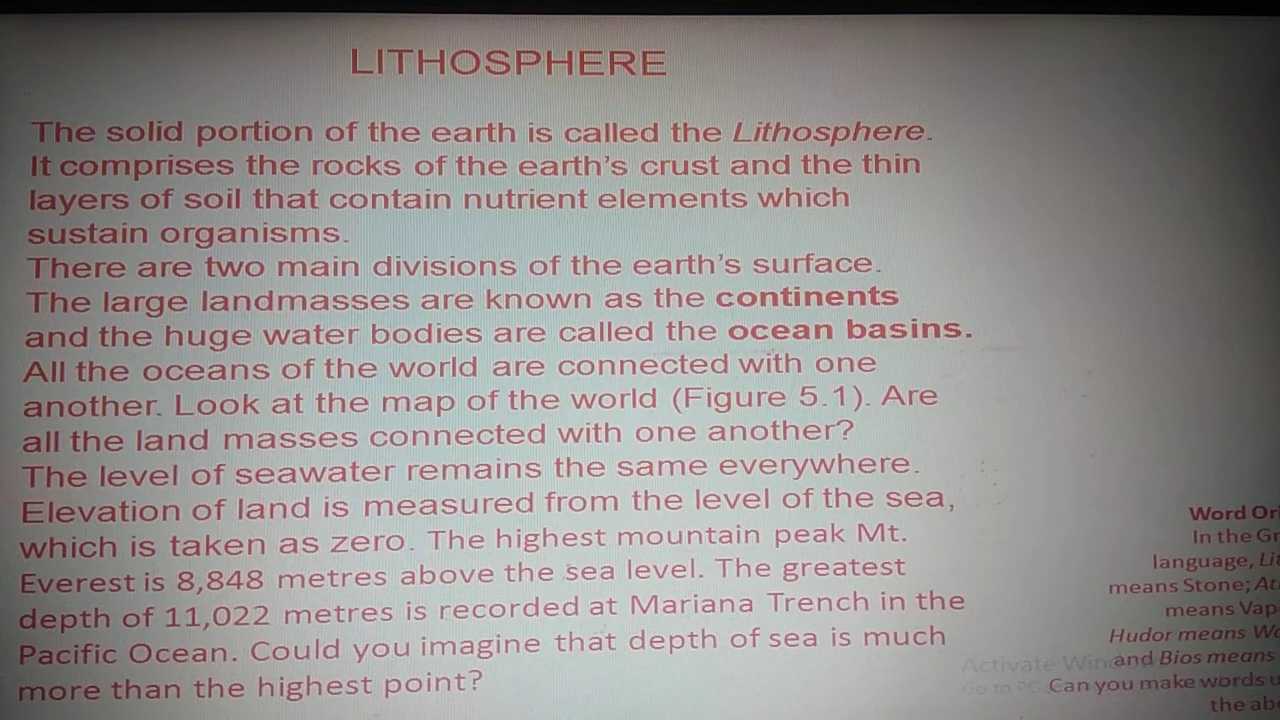 LITHOSPHERE
The solid portion of the earth is called the Lithosphere.
It comprises the rocks of the earth's crust and the thin
layers of soil that contain nutrient elements which
sustain organisms.
There are two main divisions of the earth's surface.
The large landmasses are known as the continents
and the huge water bodies are called the ocean basins.
All the oceans of the world are connected with one
another. Look at the map of the world (Figure 5.1). Are
all the land masses connected with one another?
The level of seawater remains the same everywhere.
Elevation of land is measured from the level of the sea,
which is taken as zero. The highest mountain peak Mt.
Everest is 8,848 metres above the sea level. The greatest
depth of 11,022 metres is recorded at Mariana Trench in the
Pacific Ocean. Could you imagine that depth of sea is much
more than the highest point?
Word
In the
language,
means Stone;
means
Hudor means
and Bios means
Can you make words
the
Activate
Go to PC